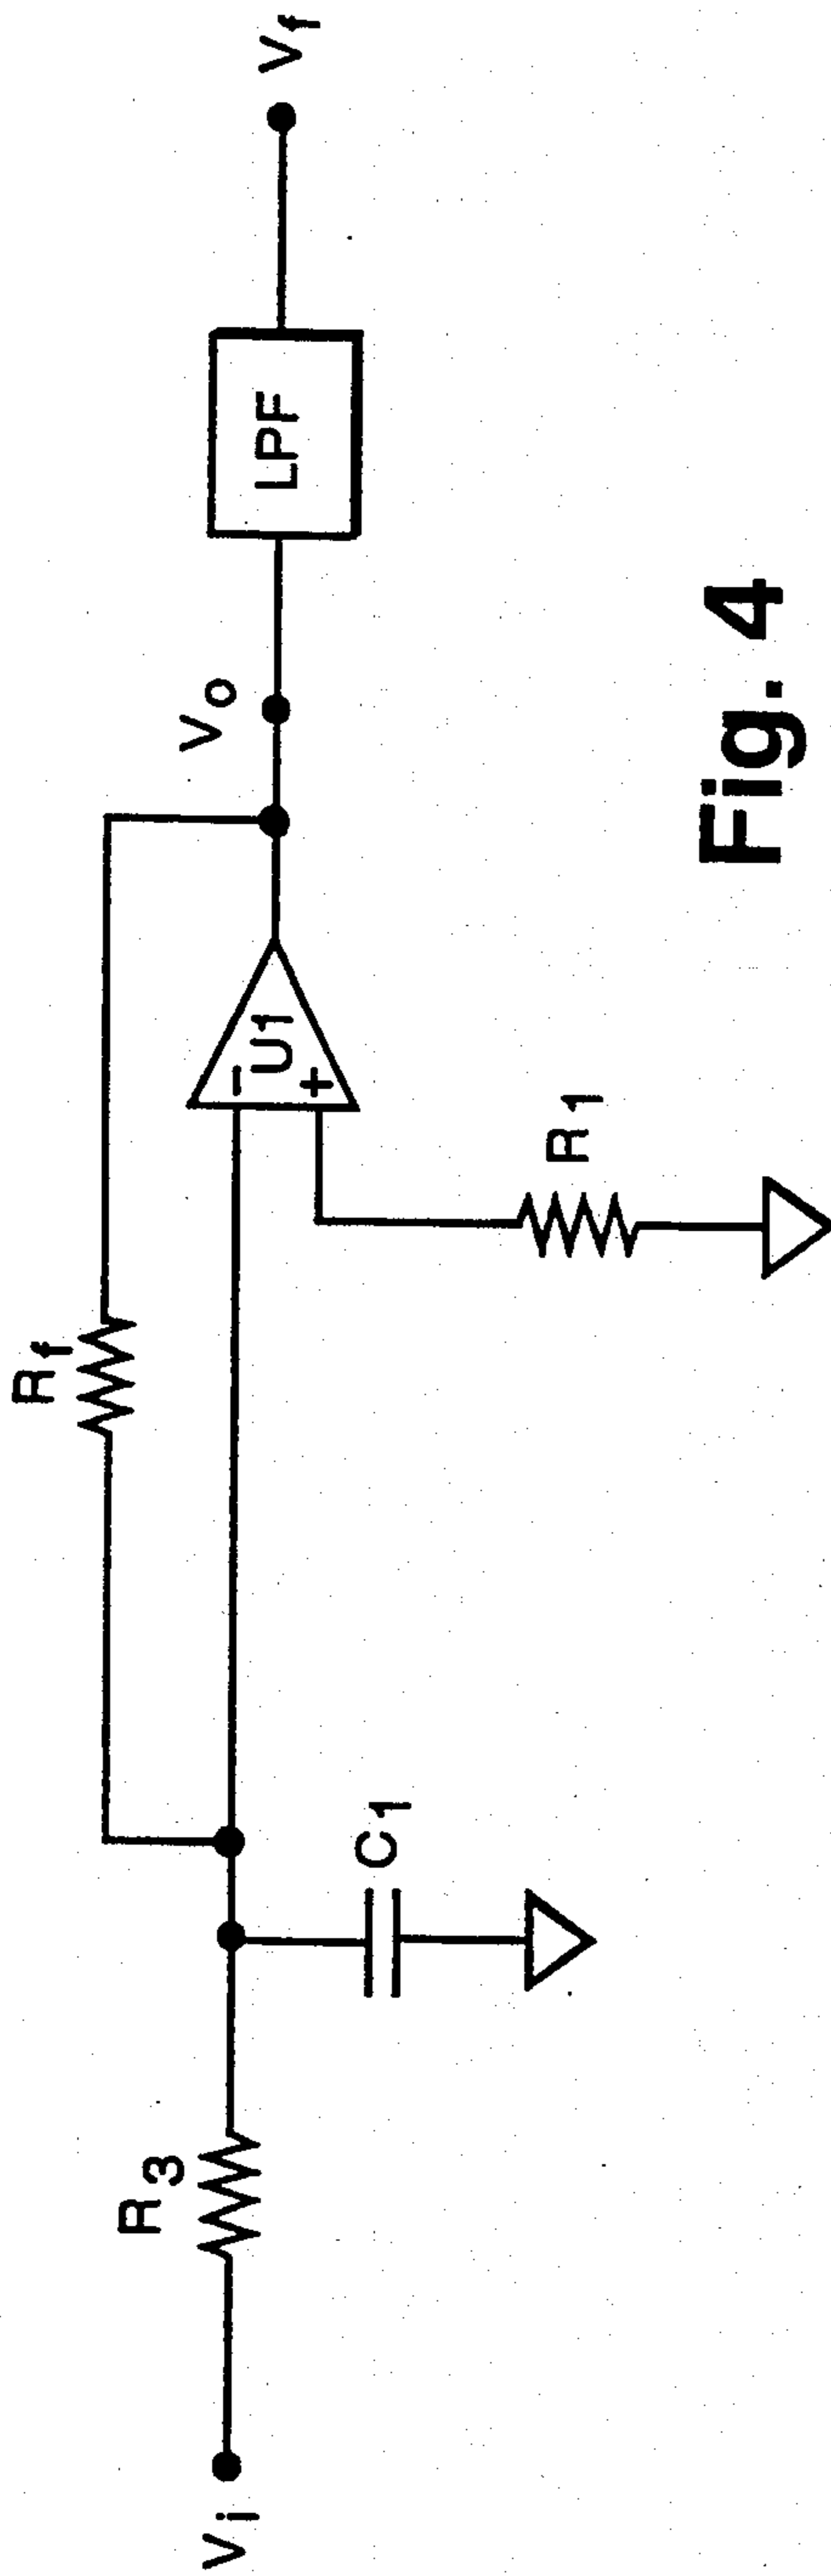 Vi
R3
C1
Rf
-
U1
+
R1
Vo
LPF
Vf
Fig. 4